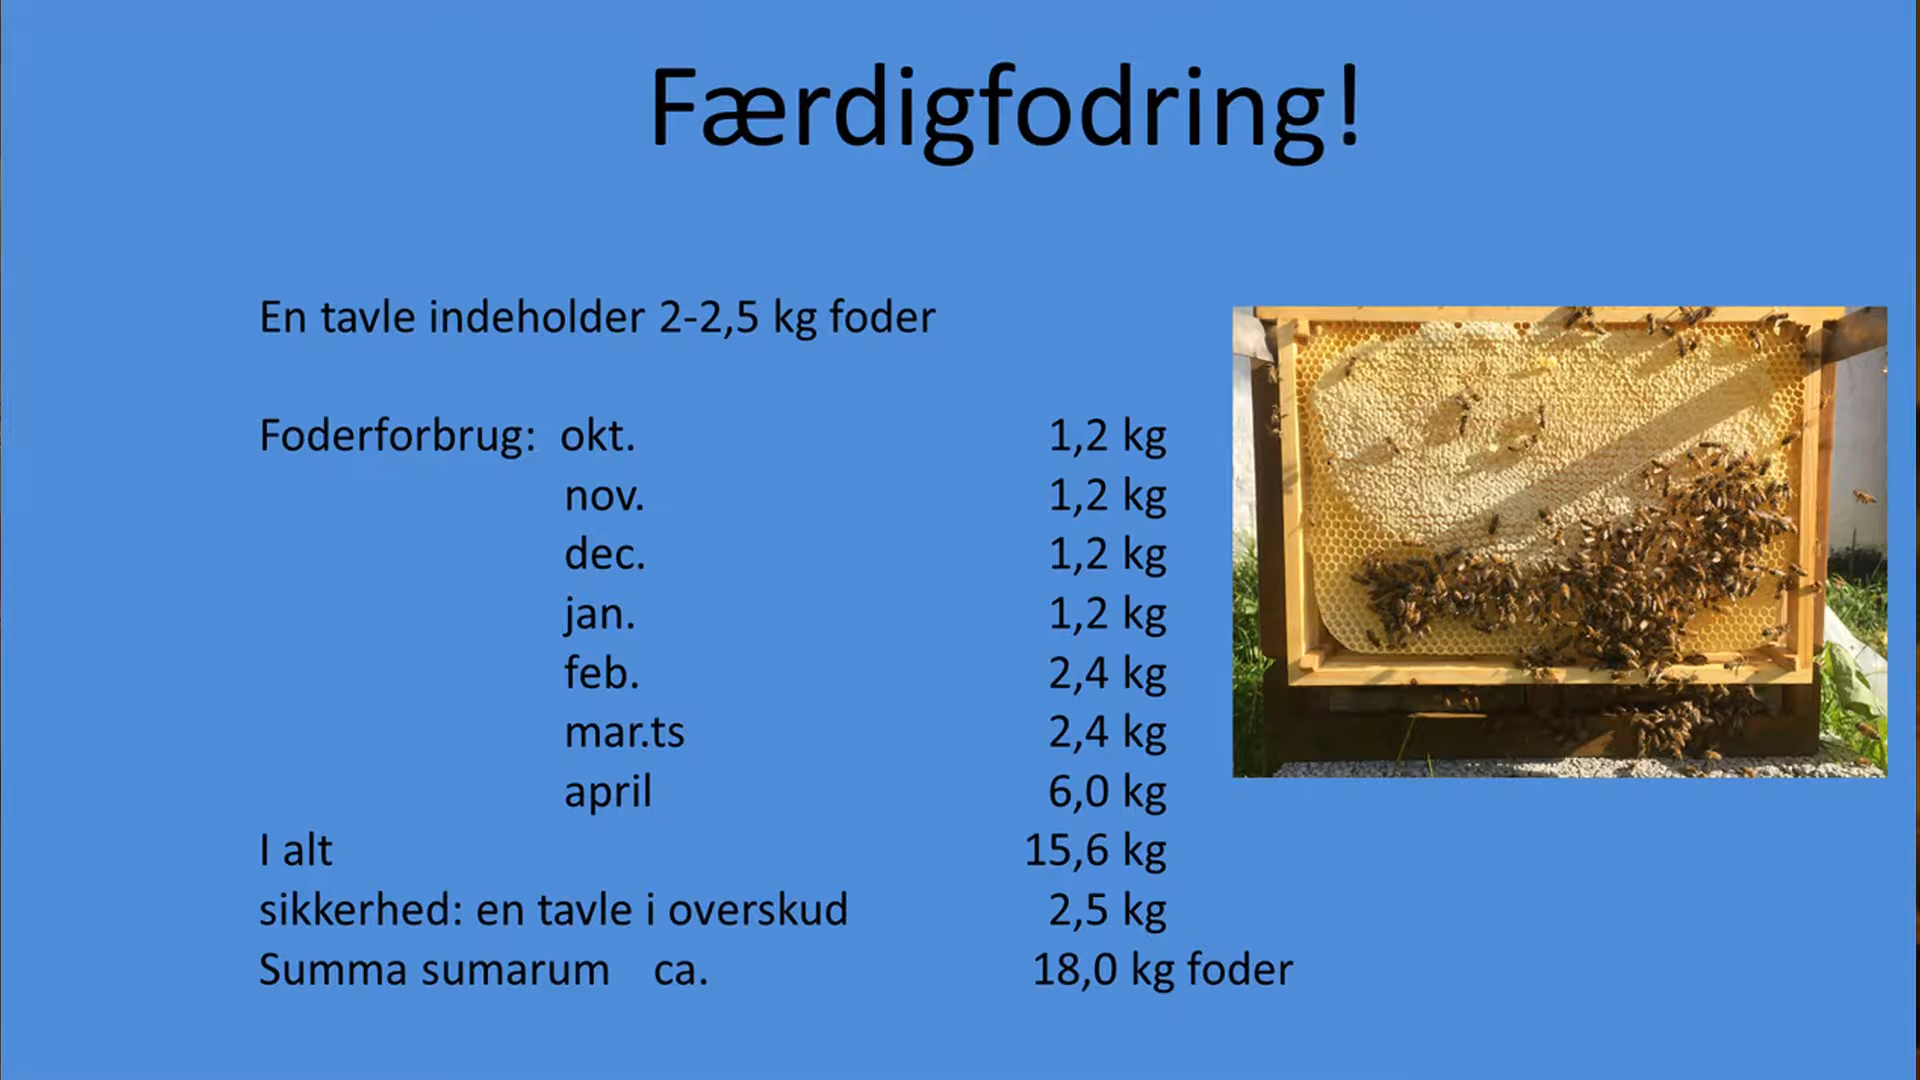 Færdigfodring!
En tavle indeholder 2-2,5 kg foder
Foderforbrug: okt. 1,2 kg
nov. 1,2 kg
dec. 1,2 kg
jan. 1,2 kg
feb. 2,4 kg
mar.ts 2,4 kg
april 6,0 kg
I alt 15,6 kg
sikkerhed: en tavle i overskud 2,5 kg
Summa sumarum ca. 18,0 kg foder